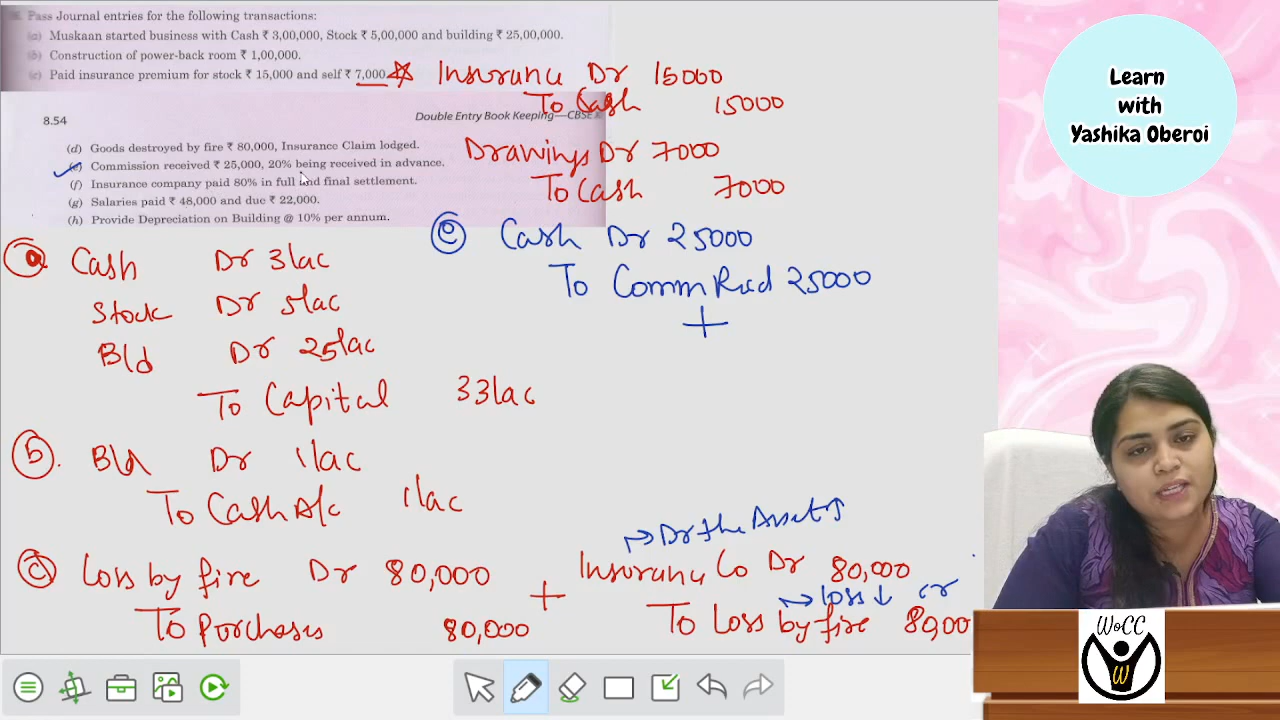 Pass Journal entries for the following transactions:
(a) Muskaan started business with Cash ₹ 3,00,000, Stock ₹ 5,00,000 and building ₹ 25,00,000.
(b) Construction of power-back room ₹ 1,00,000.
(c) Paid insurance premium for stock ₹ 15,000 and self ₹ 7,000.
8.54
Double Entry Book Keeping—CBSE
(d) Goods destroyed by fire ₹ 80,000, Insurance Claim lodged.
(e) Commission received ₹ 25,000, 20% being received in advance.
(f) Insurance company paid 80% in full and final settlement.
(g) Salaries paid ₹ 48,000 and due ₹ 22,000.
(h) Provide Depreciation on Building @ 10% per annum.
Insurance Dr 15000
To Cash 15000
Drawings Dr 7000
To Cash 7000
(e) Cash Dr 25000
To Comm Recd 25000
+
(a) Cash Dr 3lac
Stock Dr 5lac
Bld Dr 25lac
To Capital 33lac
(b). Bld Dr 1lac
To Cash A/c 1lac
(d) Loss by fire Dr 80,000
To Purchases 80,000
+
→ Dr the Asset↑
Insurance Co Dr 80,000
→ loss ↓ cr
To Loss by fire 80,00
Learn
with
Yashika Oberoi
WoCC
W